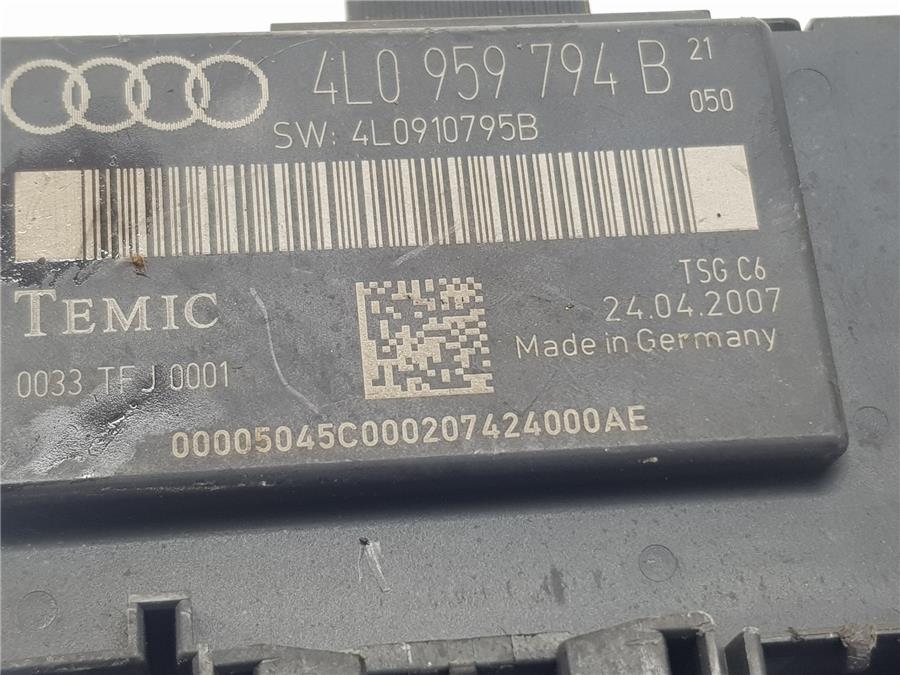 4L0 959 794 B 21
050
SW: 4L0910795B
TSG C6
TEMIC
24.04.2007
Made in Germany
0033 TFJ 0001
00005045C000207424000AE